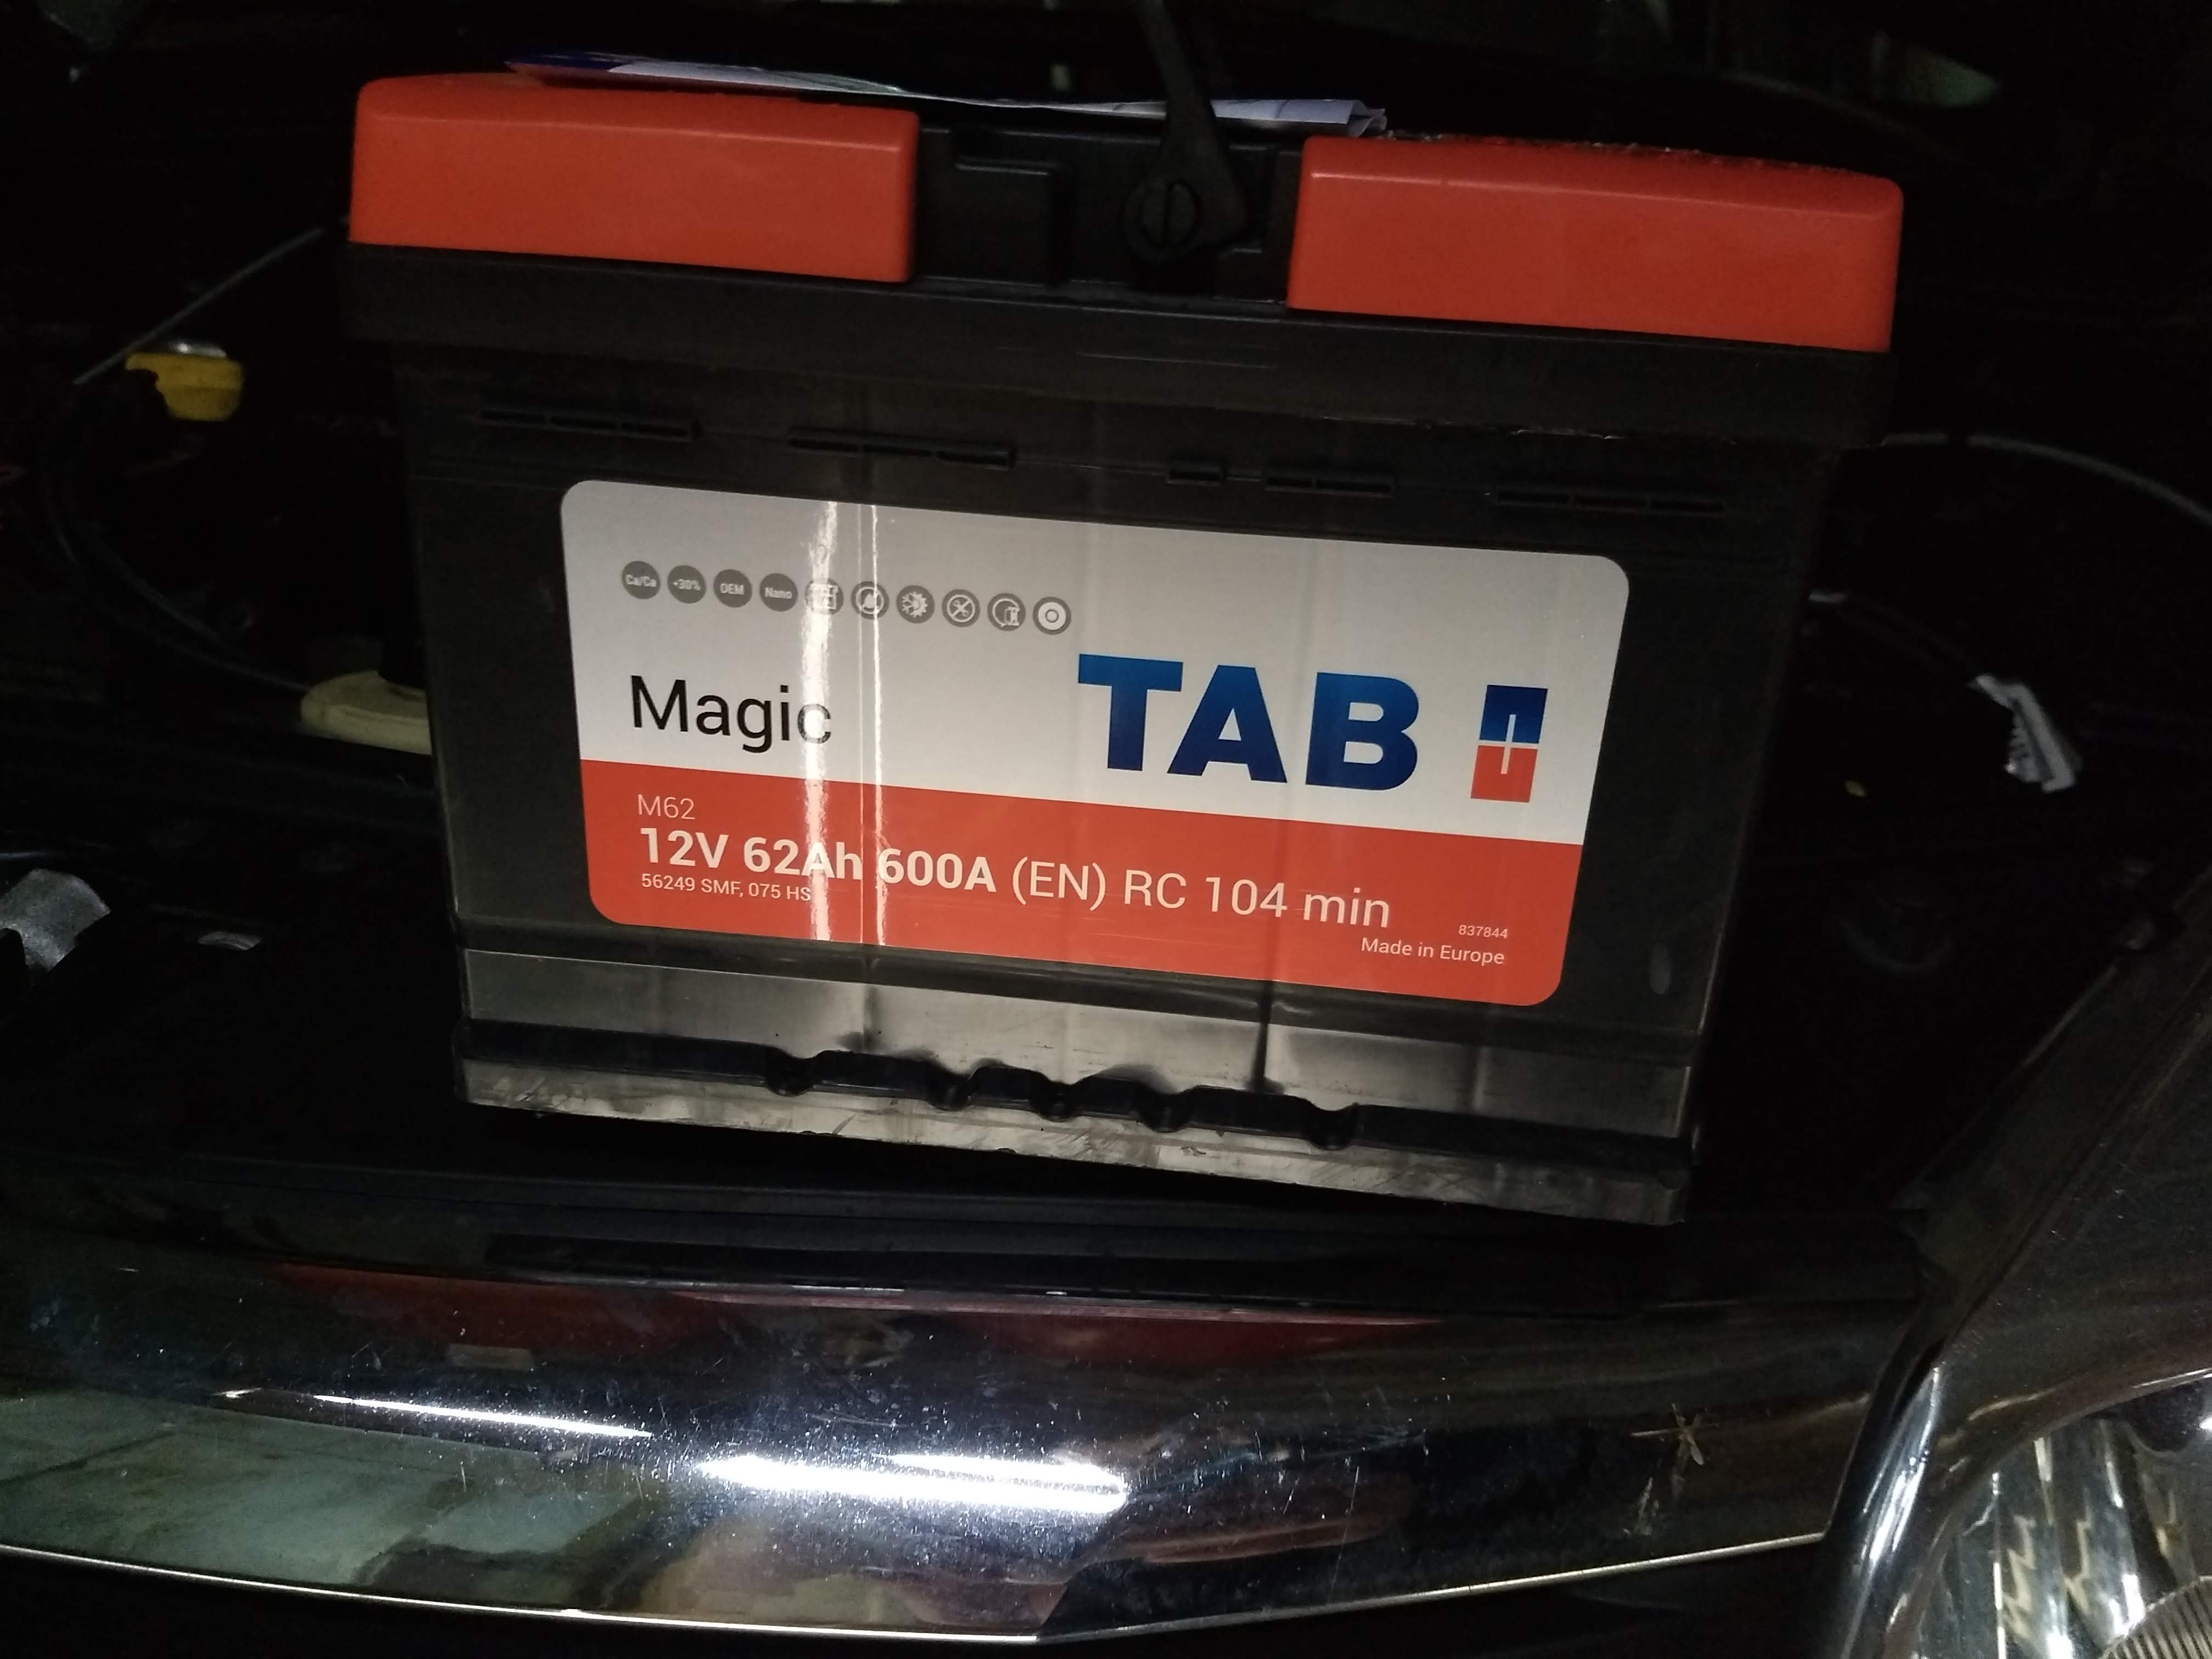 Ca/Ca +30% OEM Nano
Magic
TAB
M62
12V 62Ah 600A (EN) RC 104 min
56249 SMF, 075 HS
837844
Made in Europe